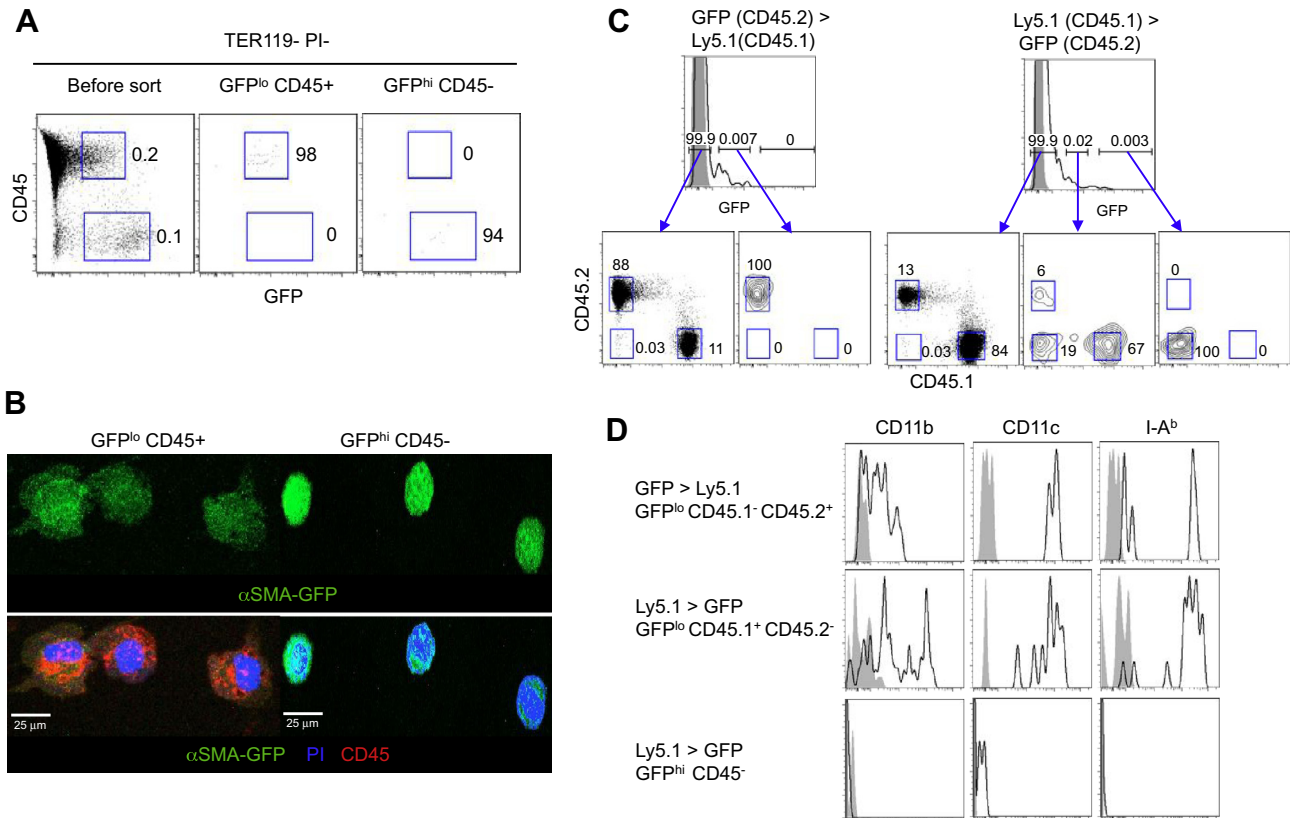 A
TER119- PI-
Before sort
GFPlo CD45+
GFPhi CD45-
0.2
98
0
0.1
0
94
CD45
GFP
B
GFPlo CD45+
GFPhi CD45-
αSMA-GFP
25 μm
25 μm
αSMA-GFP PI CD45
C
GFP (CD45.2) >
Ly5.1(CD45.1)
99.9 0.007 0
GFP
Ly5.1 (CD45.1) >
GFP (CD45.2)
99.9 0.02 0.003
GFP
CD45.2
88
0.03
11
100
0
0
13
0.03
84
6
19
67
0
100
0
CD45.1
D
CD11b
CD11c
I-Ab
GFP > Ly5.1
GFPlo CD45.1- CD45.2+
Ly5.1 > GFP
GFPlo CD45.1+ CD45.2-
Ly5.1 > GFP
GFPhi CD45-